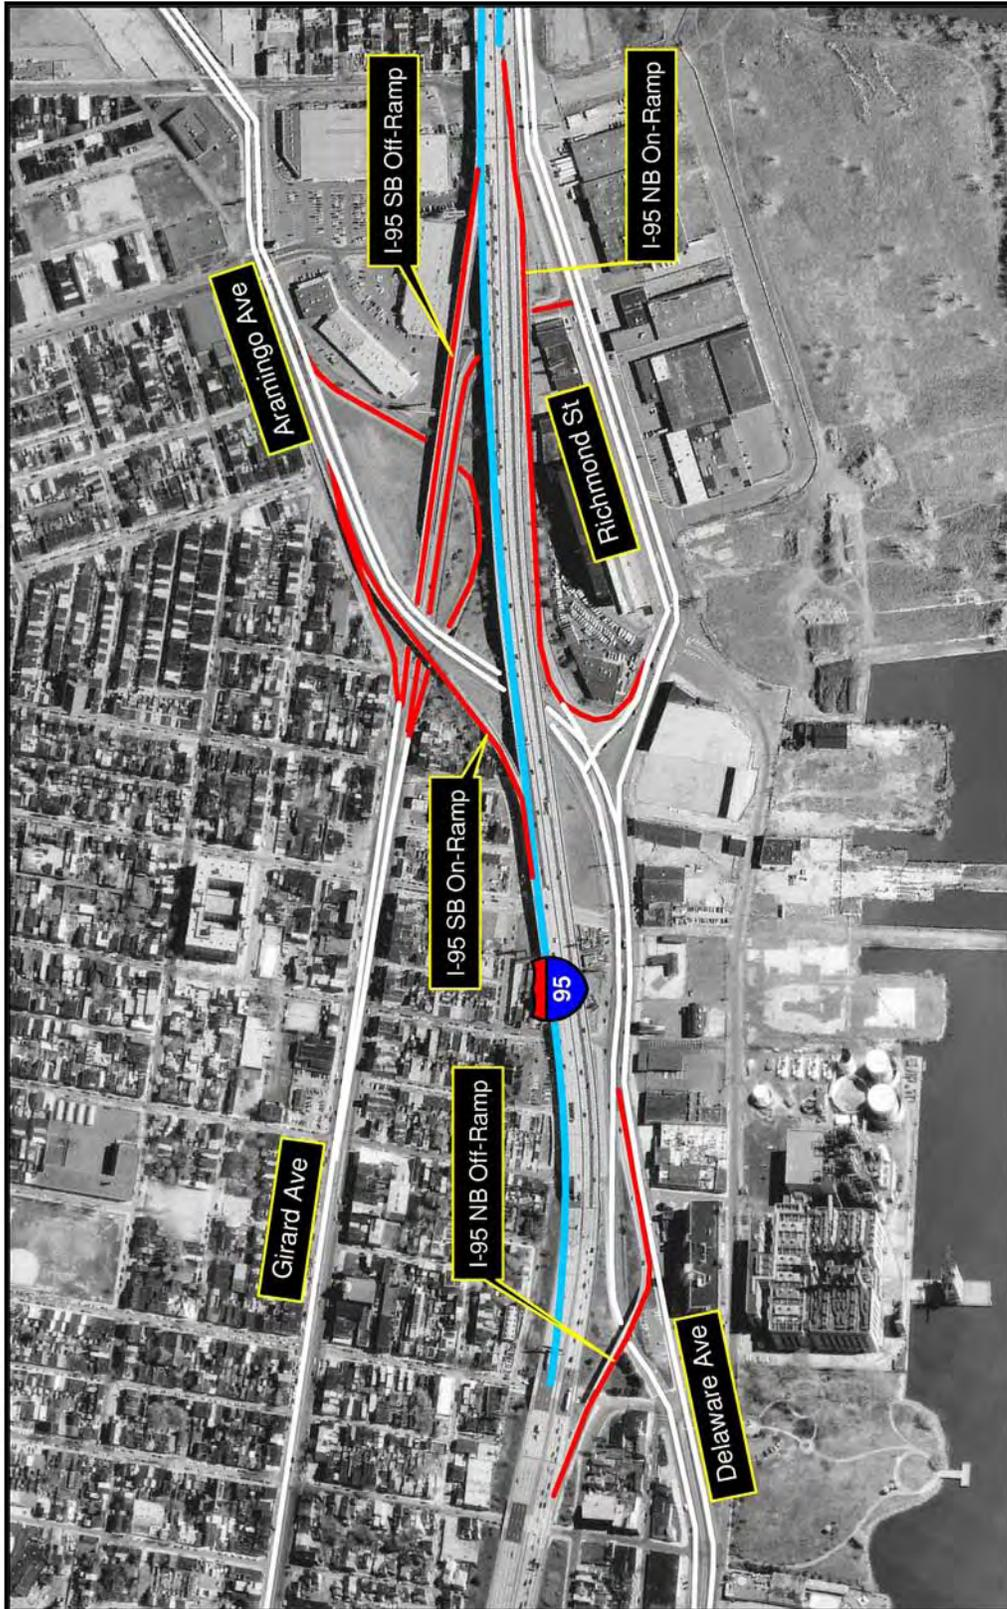 Aramingo Ave
I-95 SB Off-Ramp
I-95 NB On-Ramp
Richmond St
I-95 SB On-Ramp
95
Girard Ave
I-95 NB Off-Ramp
Delaware Ave